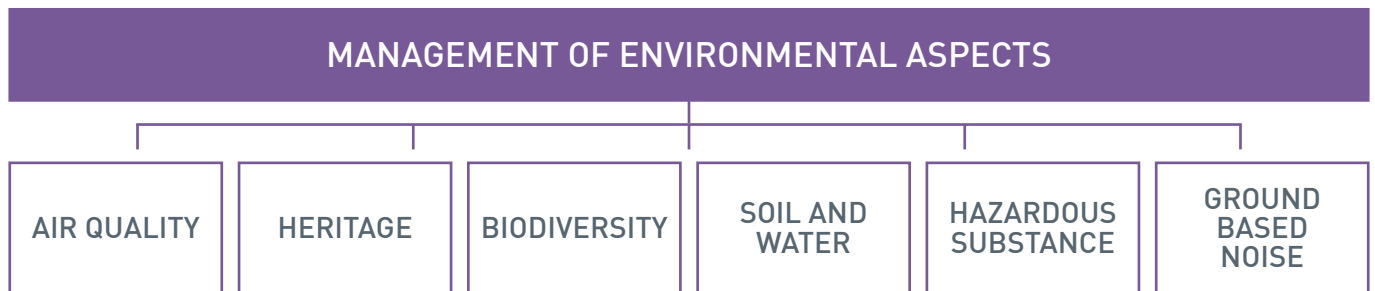 MANAGEMENT OF ENVIRONMENTAL ASPECTS
AIR QUALITY
HERITAGE
BIODIVERSITY
SOIL AND
WATER
HAZARDOUS
SUBSTANCE
GROUND
BASED
NOISE